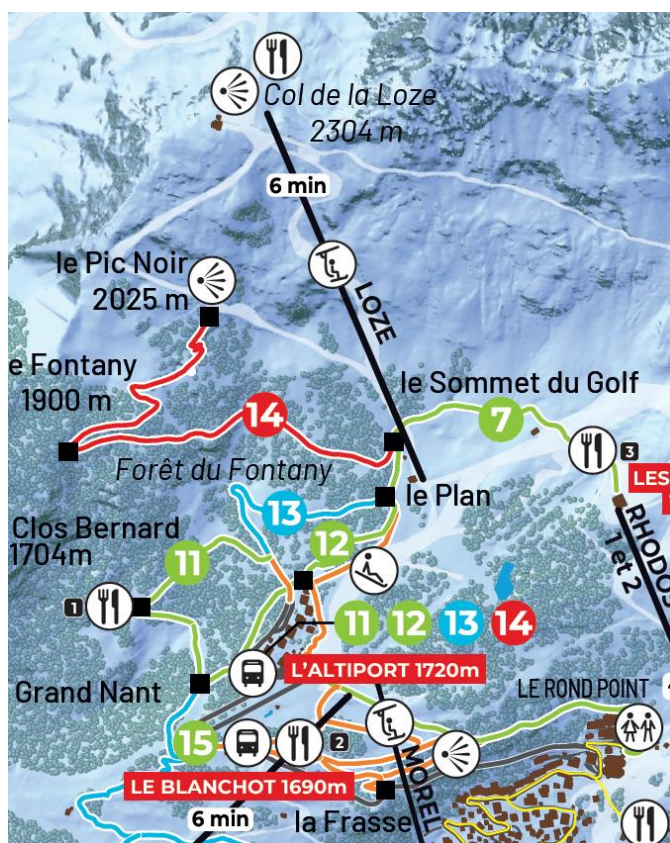 Col de la Loze
2304 m
6 min
LOZE
le Pic Noir
2025 m
e Fontany
1900 m
le Sommet du Golf
7
14
3
LES
Forêt du Fontany
le Plan
13
12
RHODOS
1 et 2
Clos Bernard
1704m
11
1
11 12 13 14
L'ALTIPORT 1720m
Grand Nant
LE ROND POINT
15
2
LE BLANCHOT 1690m
MOREL
6 min
la Frasse